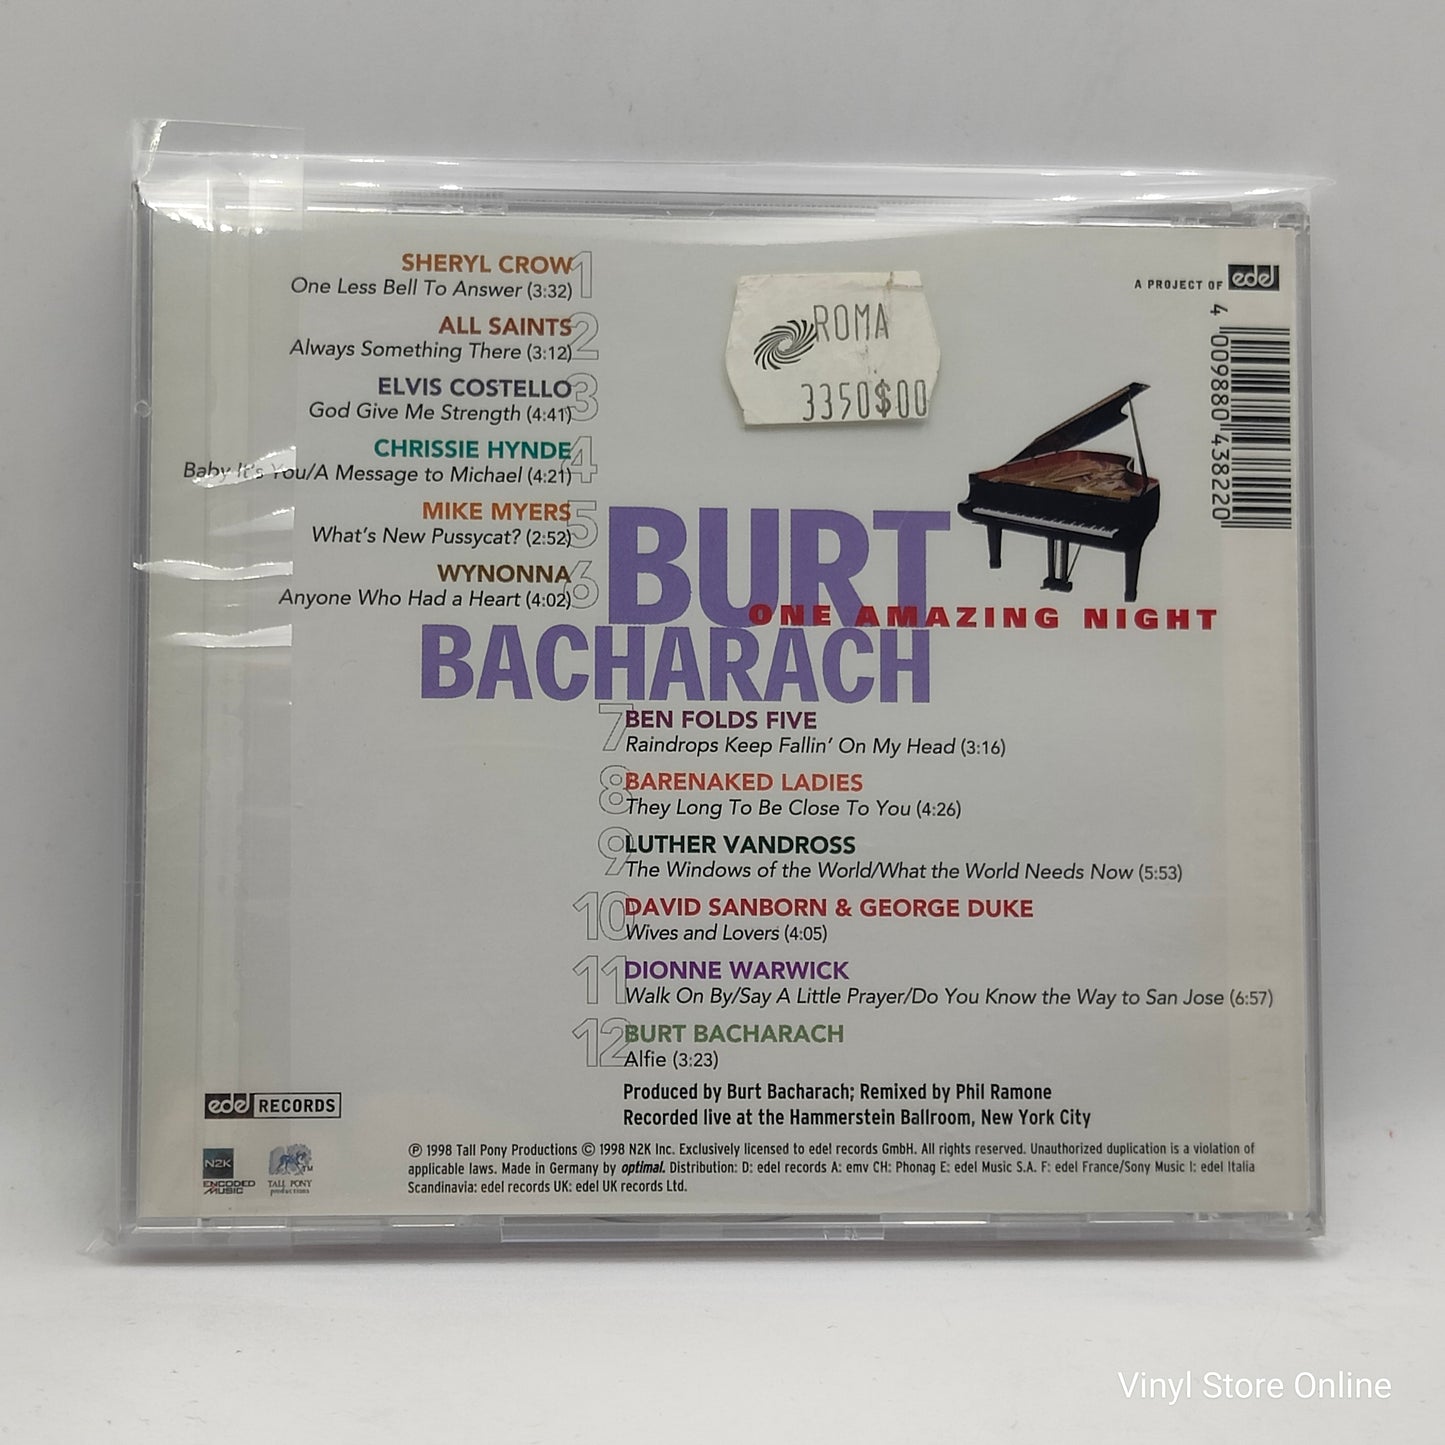 SHERYL CROW 1
One Less Bell To Answer (3:32)
ALL SAINTS 2
Always Something There (3:12)
ELVIS COSTELLO 3
God Give Me Strength (4:41)
CHRISSIE HYNDE 4
Baby It's You/A Message to Michael (4:21)
MIKE MYERS 5
What's New Pussycat? (2:52)
WYNONNA 6
Anyone Who Had a Heart (4:02)
ROMA
3350$00
A PROJECT OF edel
4 009880 438220
BURT
ONE AMAZING NIGHT
BACHARACH
7 BEN FOLDS FIVE
Raindrops Keep Fallin' On My Head (3:16)
8 BARENAKED LADIES
They Long To Be Close To You (4:26)
9 LUTHER VANDROSS
The Windows of the World/What the World Needs Now (5:53)
10 DAVID SANBORN & GEORGE DUKE
Wives and Lovers (4:05)
11 DIONNE WARWICK
Walk On By/Say A Little Prayer/Do You Know the Way to San Jose (6:57)
12 BURT BACHARACH
Alfie (3:23)
Produced by Burt Bacharach; Remixed by Phil Ramone
Recorded live at the Hammerstein Ballroom, New York City
edel RECORDS
N2K
ENCODED
MUSIC
TALL PONY
productions
TM
℗ 1998 Tall Pony Productions © 1998 N2K Inc. Exclusively licensed to edel records GmbH. All rights reserved. Unauthorized duplication is a violation of
applicable laws. Made in Germany by optimal. Distribution: D: edel records A: emv CH: Phonag E: edel Music S.A. F: edel France/Sony Music I: edel Italia
Scandinavia: edel records UK: edel UK records Ltd.
Vinyl Store Online